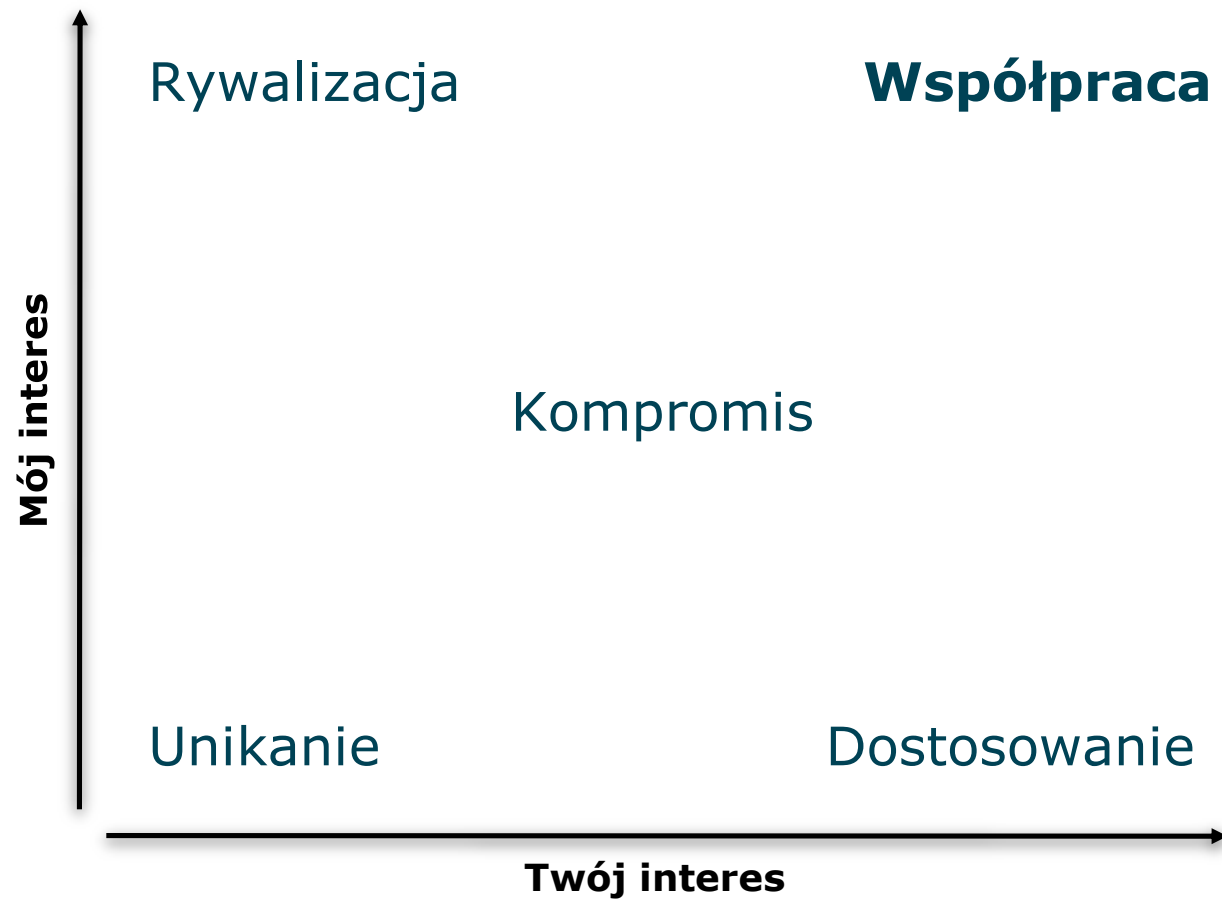 Rywalizacja
Współpraca
Mój interes
Kompromis
Unikanie
Dostosowanie
Twój interes